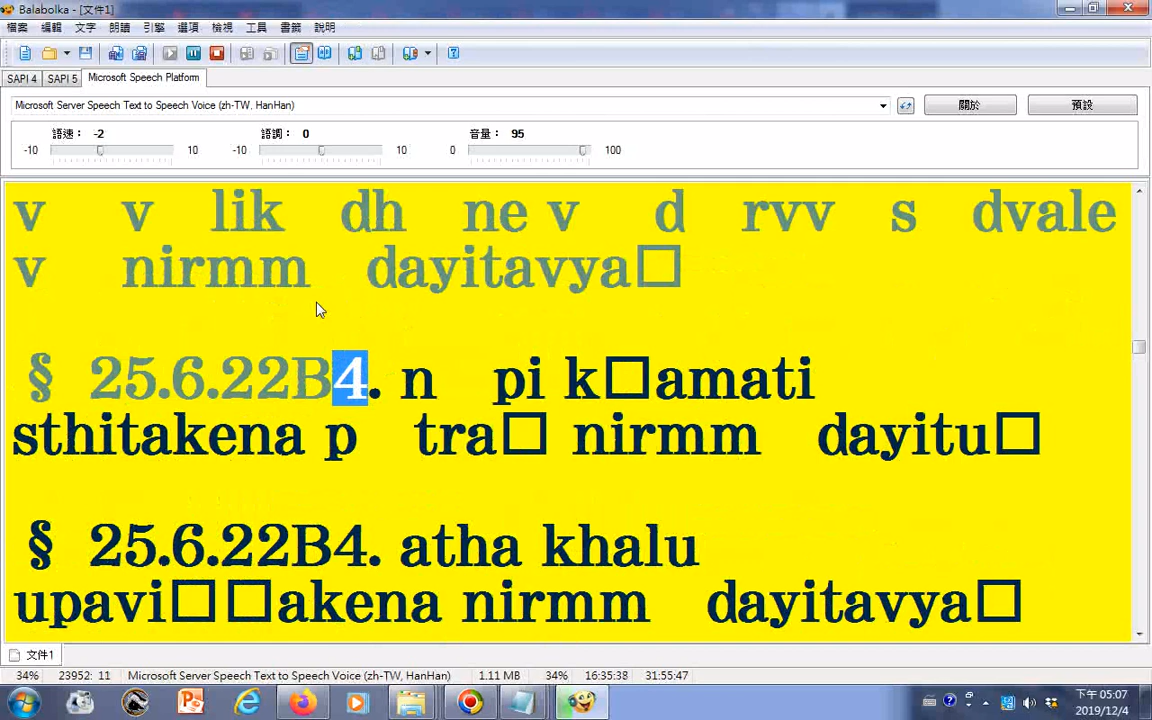 Balabolka - [文件1]
檔案 編輯 文字 朗讀 引擎 選項 檢視 工具 書籤 說明
SAPI 4 SAPI 5 Microsoft Speech Platform
Microsoft Server Speech Text to Speech Voice (zh-TW, HanHan)
關於 預設
語速: -2 語調: 0 音量: 95
-10 10 -10 10 0 100
v v lik dh ne v d rvv s dvale
v nirmm dayitavya□
§ 25.6.22B4. n pi k□amati
sthitakena p tra□ nirmm dayitu□
§ 25.6.22B4. atha khalu
upavi□□akena nirmm dayitavya□
文件1
34% 23952: 11 Microsoft Server Speech Text to Speech Voice (zh-TW, HanHan) 1.11 MB 34% 16:35:38 31:55:47
下午 05:07
2019/12/4